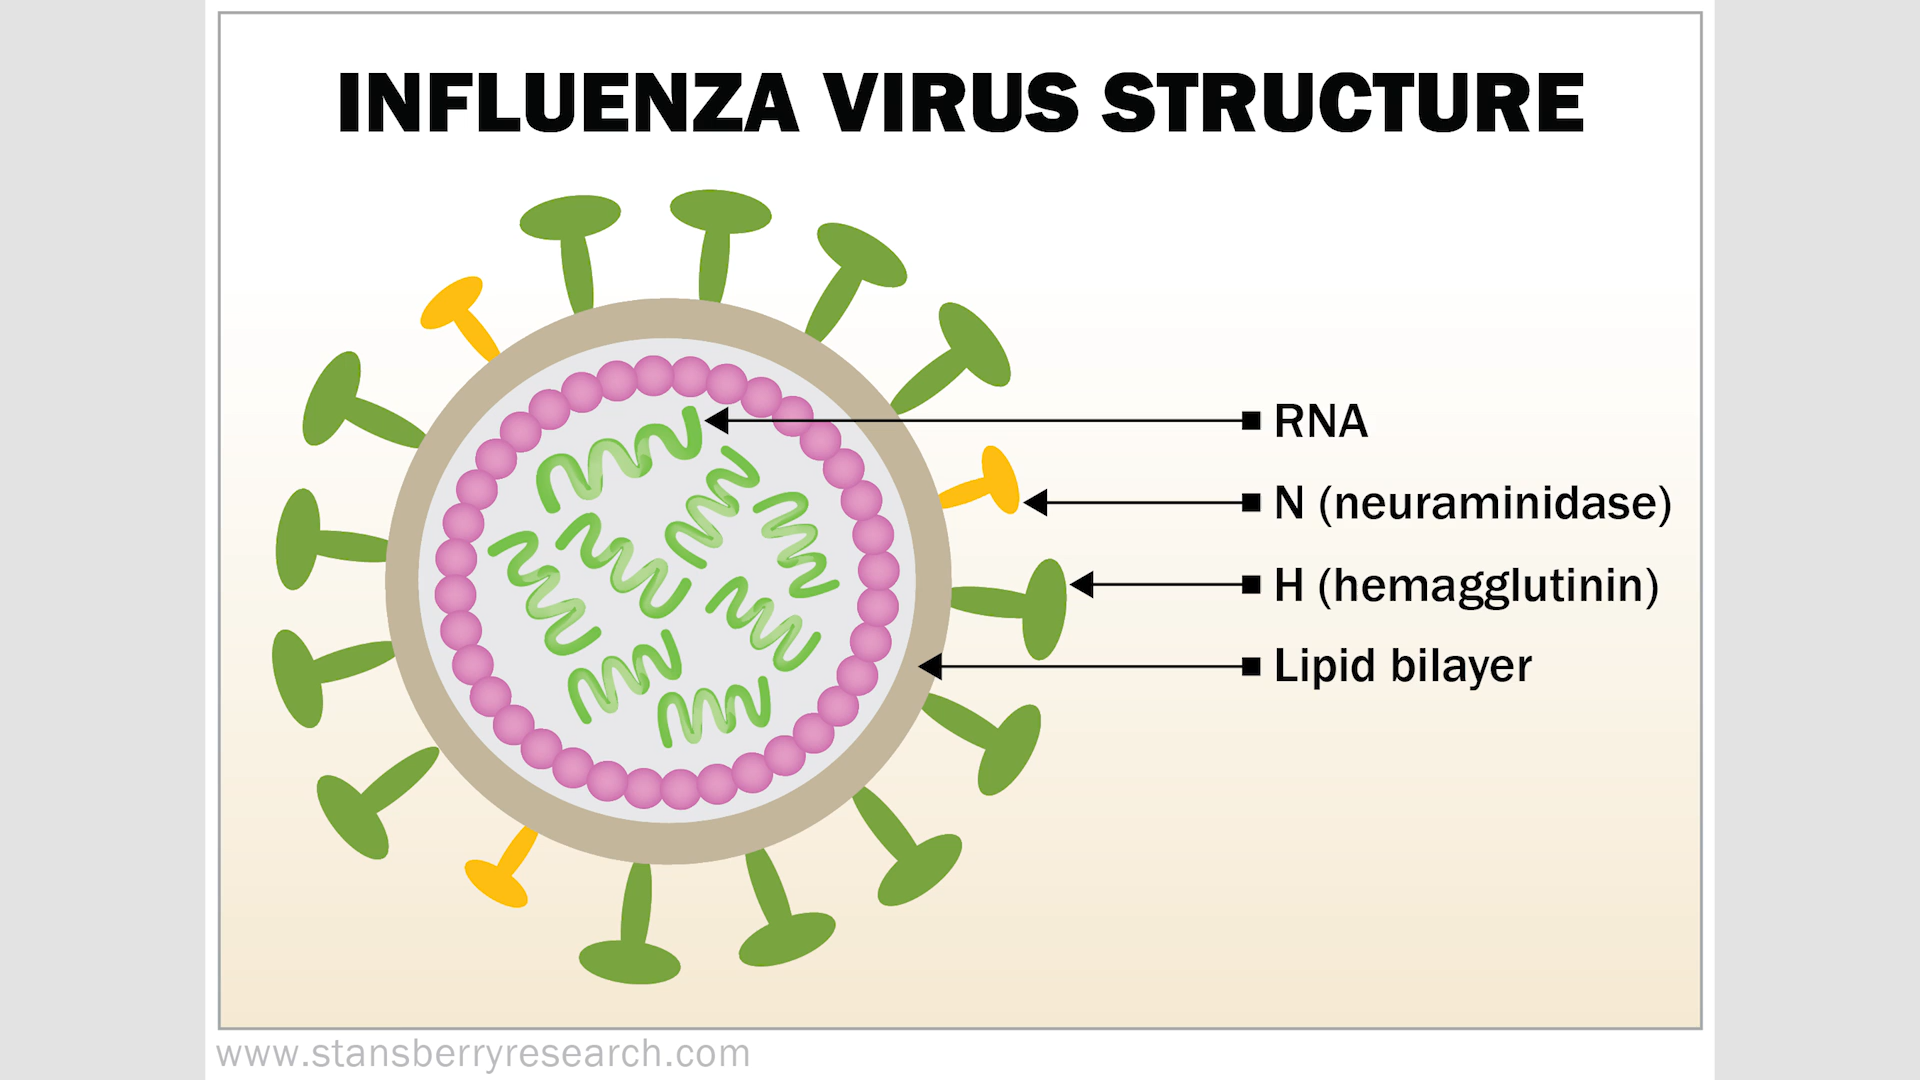 INFLUENZA VIRUS STRUCTURE
RNA
N (neuraminidase)
H (hemagglutinin)
Lipid bilayer
www.stansberryresearch.com